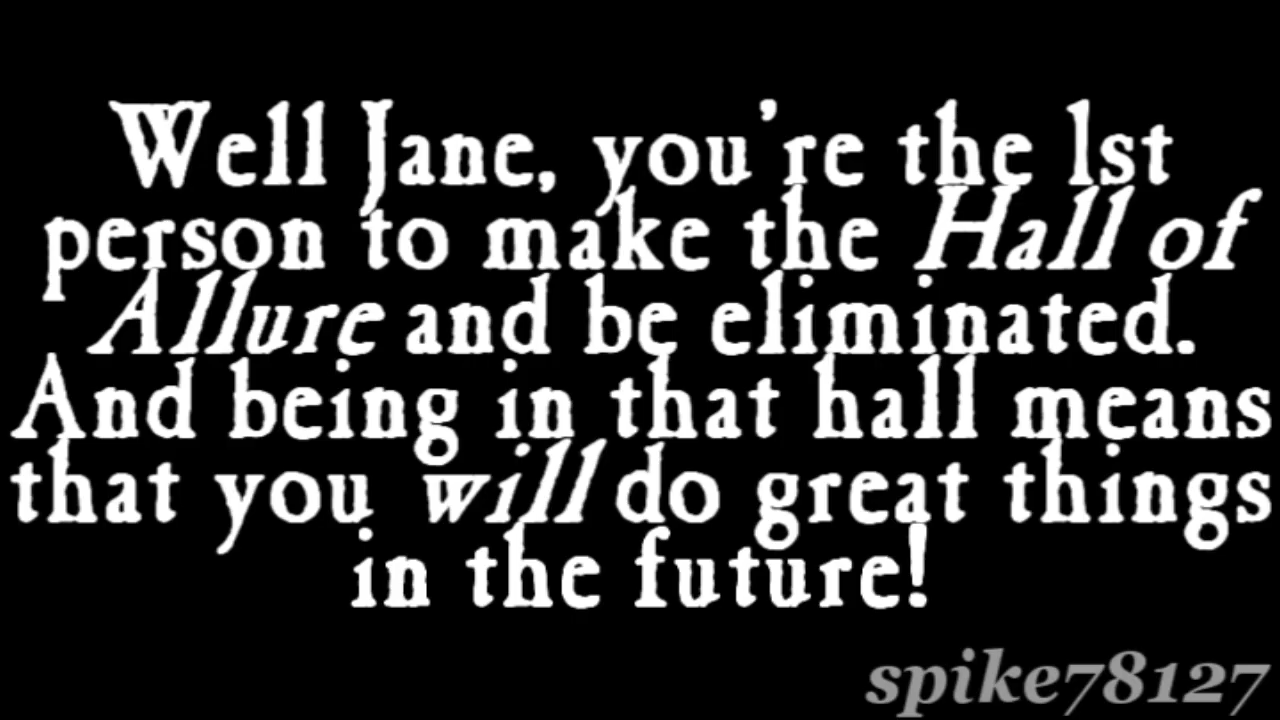 Well Jane, you're the 1st
person to make the Hall of
Allure and be eliminated.
And being in that hall means
that you will do great things
in the future!
spike78127